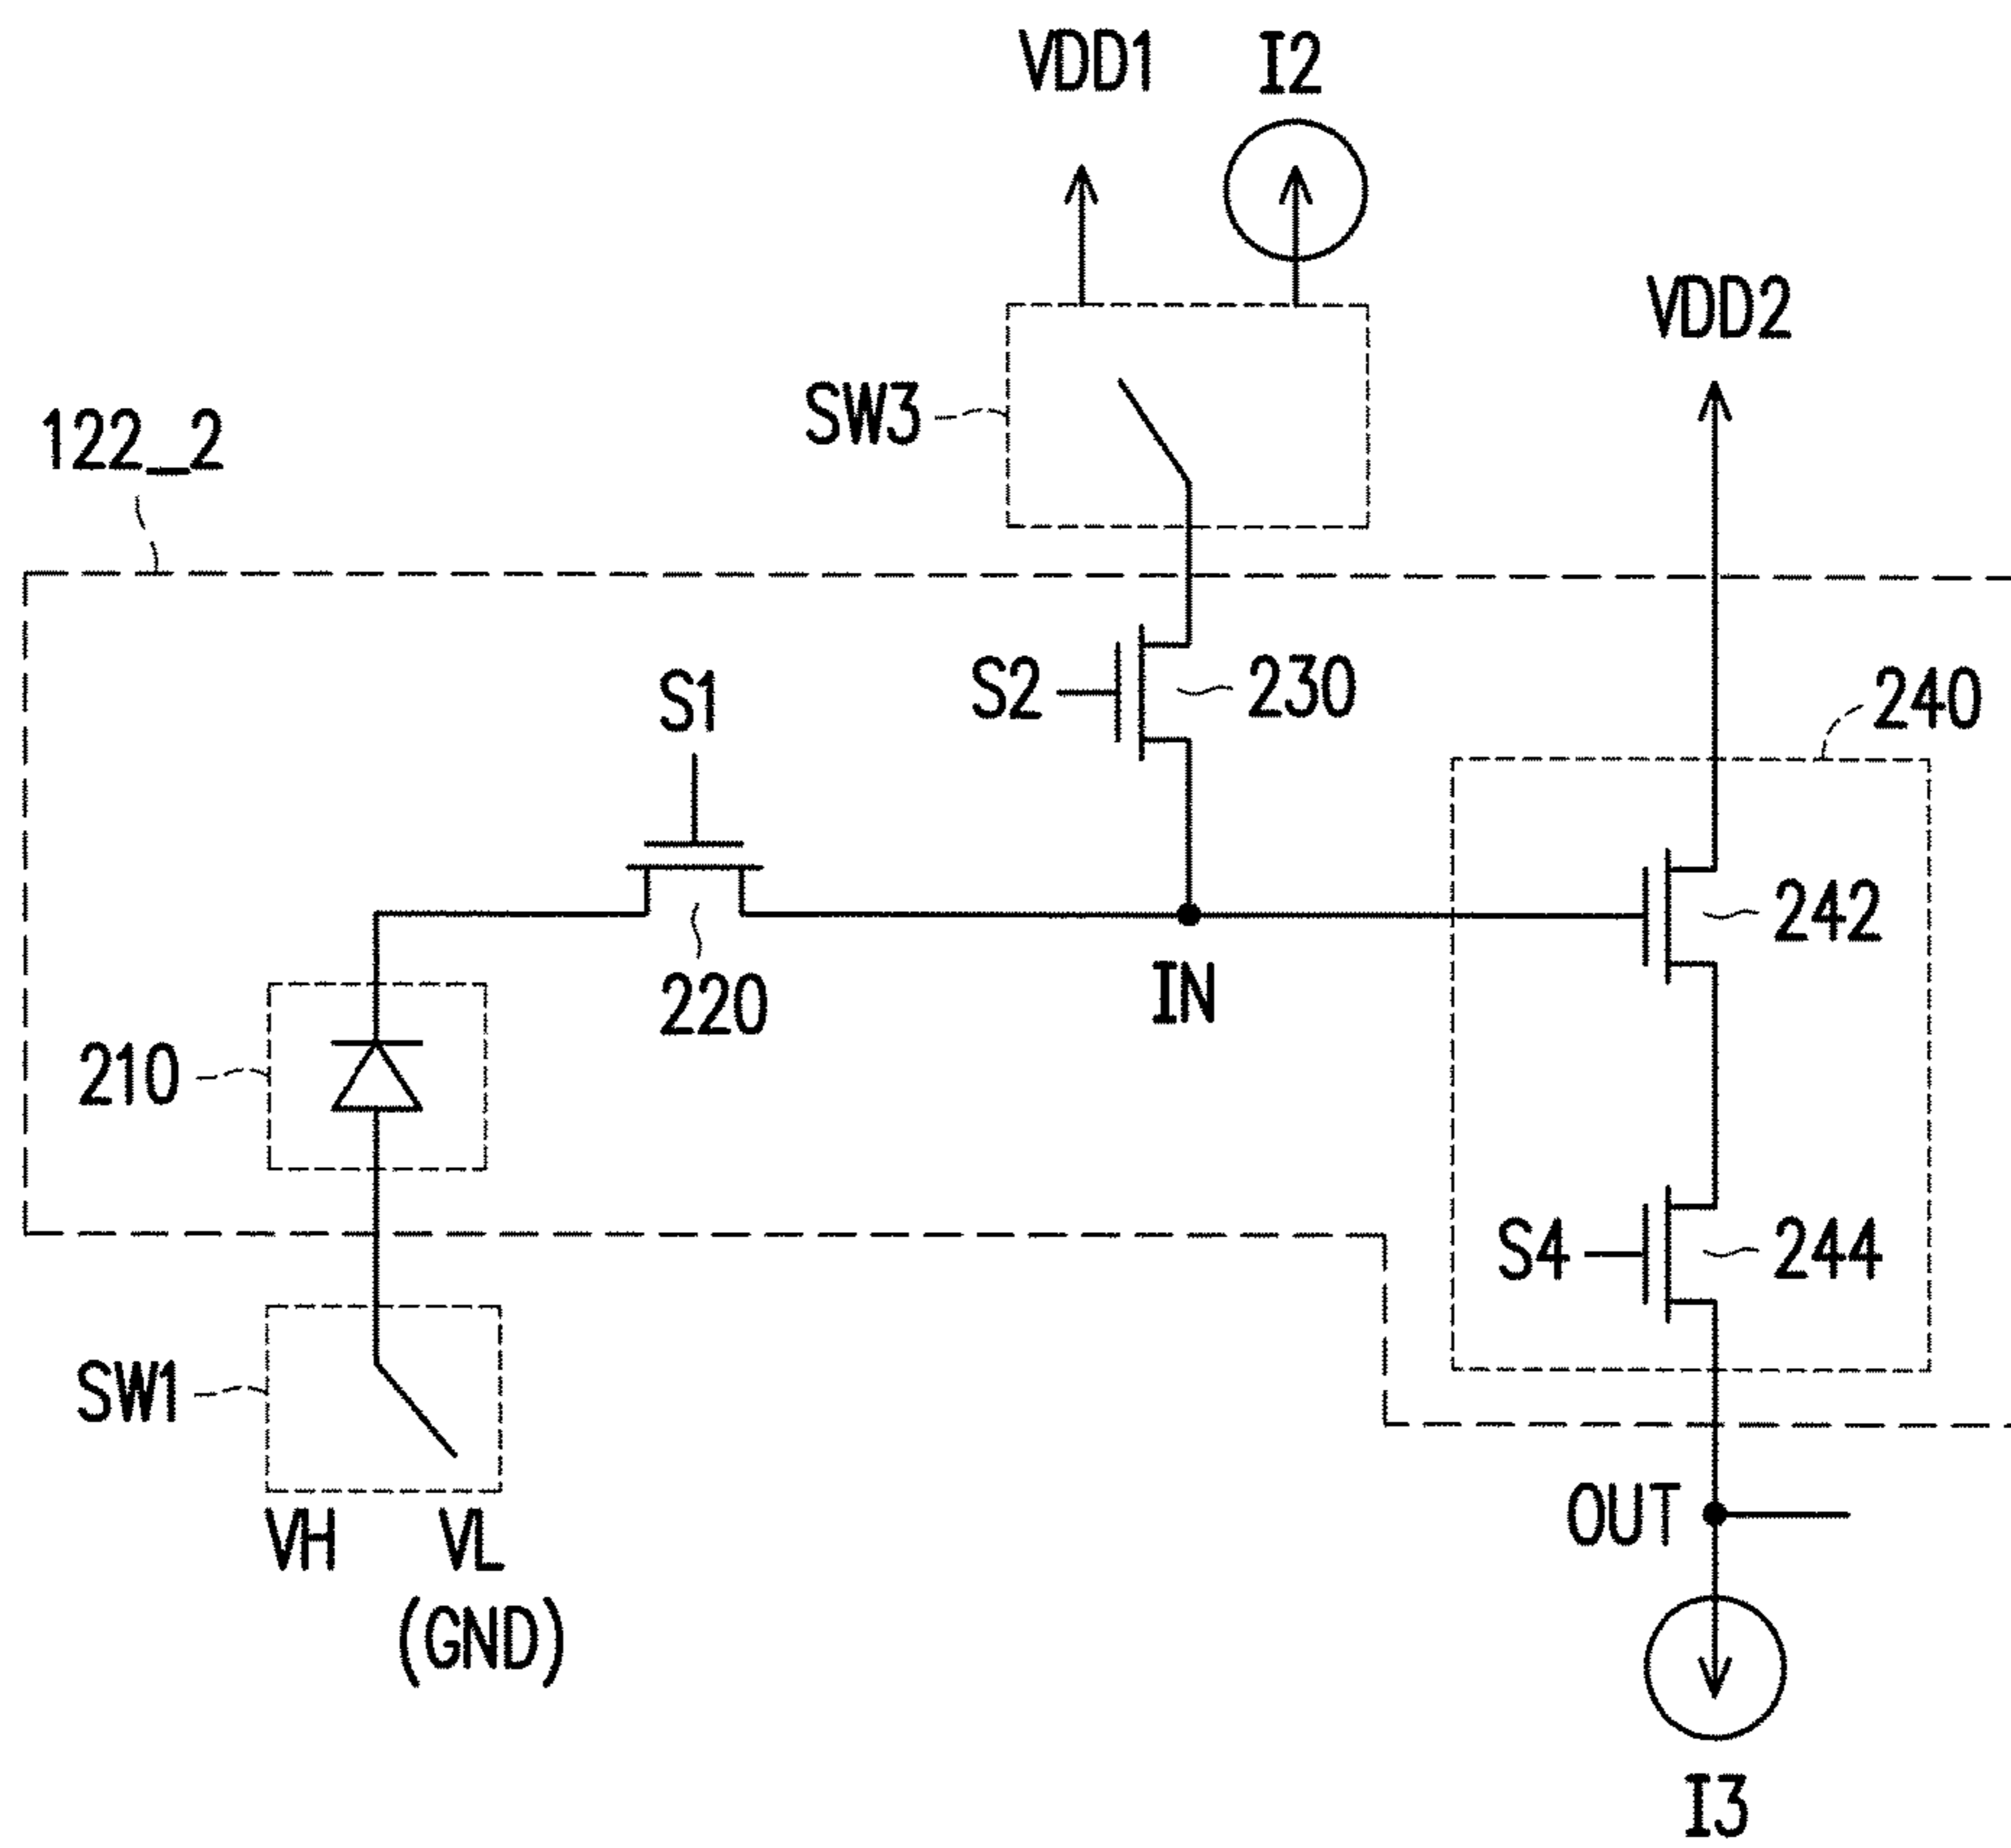 VDD1
I2
VDD2
SW3
122_2
S2
230
S1
240
242
220
IN
210
S4
244
SW1
OUT
VH
VL
(GND)
I3